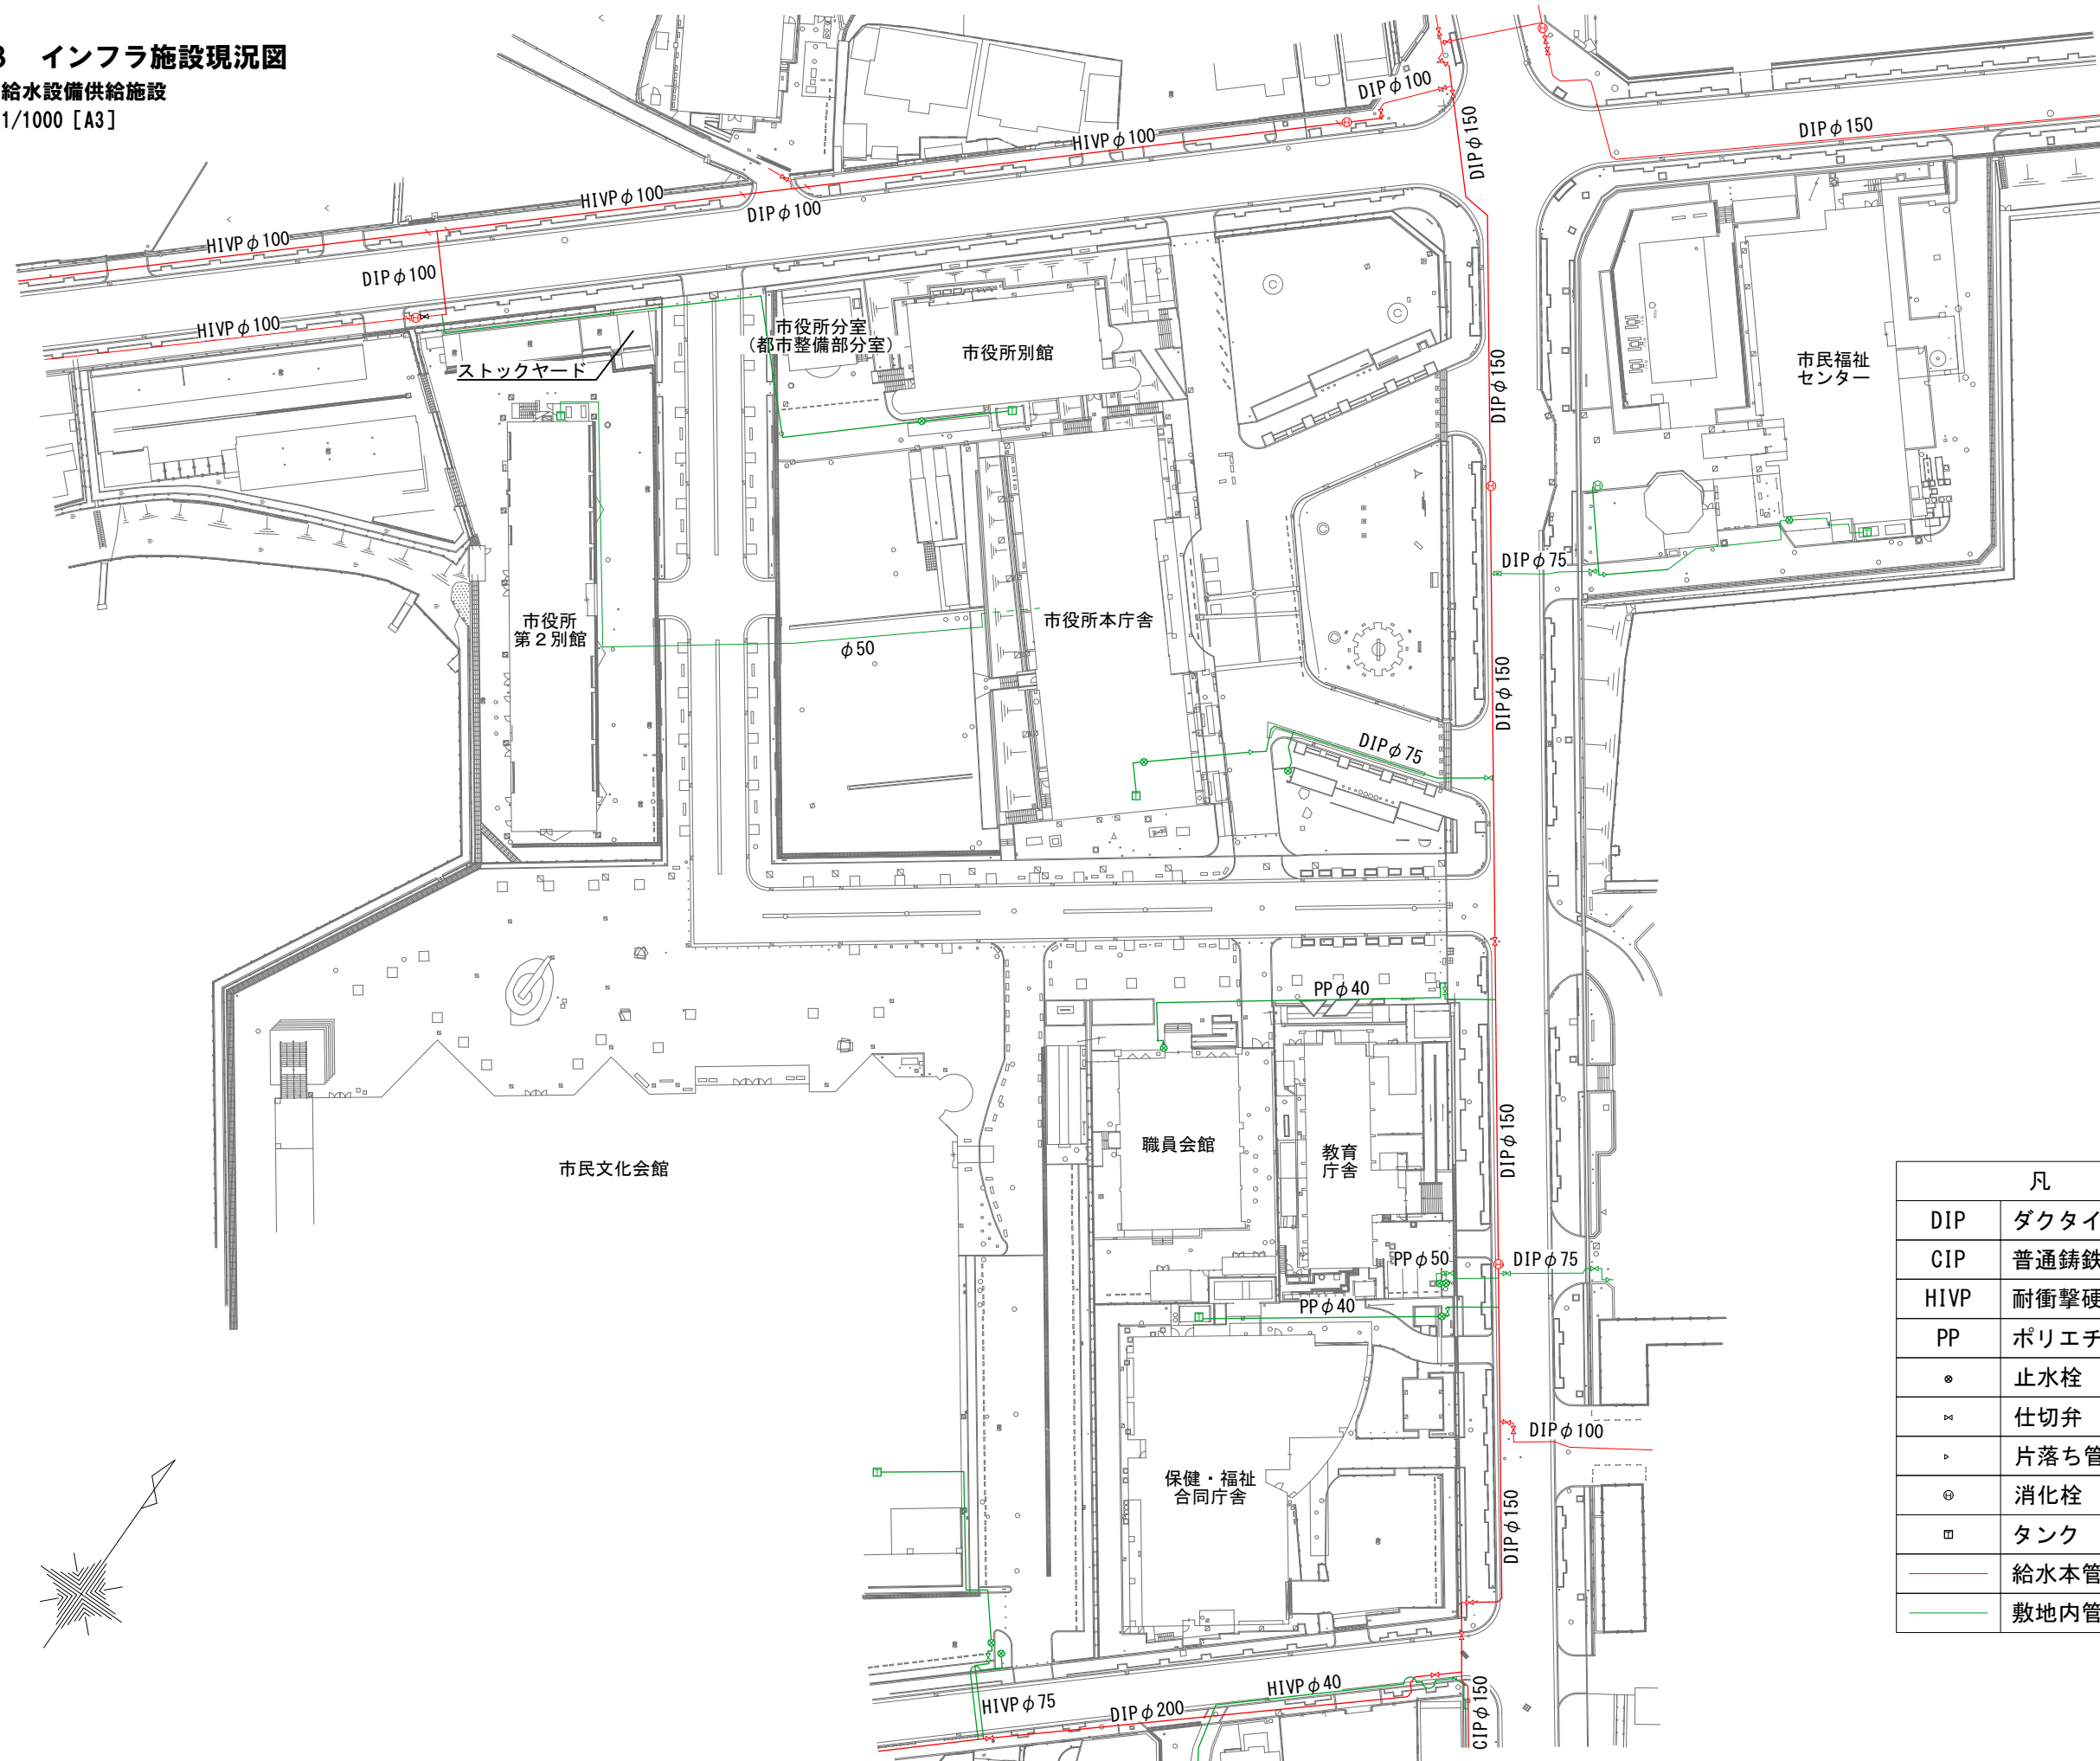 3 インフラ施設現況図
給水設備供給施設
1/1000 [A3]
DIPφ100
HIVPφ100
DIPφ150
DIPφ150
HIVPφ100
DIPφ100
HIVPφ100
DIPφ100
HIVPφ100
市役所分室
(都市整備部分室)
市役所別館
ストックヤード
DIPφ150
市民福祉
センター
DIPφ75
市役所
第2別館
市役所本庁舎
φ50
DIPφ150
DIPφ75
PPφ40
職員会館
教育
庁舎
DIPφ150
市民文化会館
PPφ50
DIPφ75
PPφ40
DIPφ100
保健・福祉
合同庁舎
DIPφ150
HIVPφ75
DIPφ200
HIVPφ40
CIPφ150
凡
DIP ダクタイ
CIP 普通鋳鉄
HIVP 耐衝撃硬
PP ポリエチ
止水栓
仕切弁
片落ち管
消化栓
タンク
給水本管
敷地内管